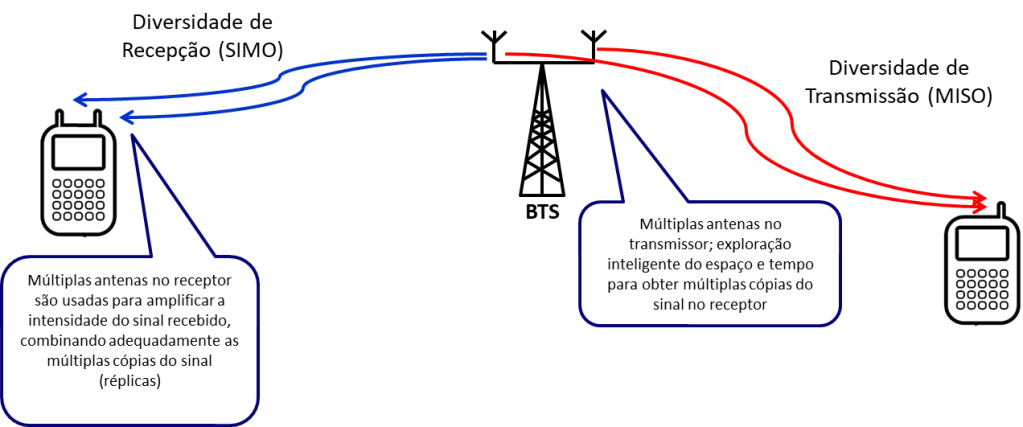 Diversidade de
Recepção (SIMO)
Diversidade de
Transmissão (MISO)
BTS
Múltiplas antenas no
transmissor; exploração
inteligente do espaço e tempo
para obter múltiplas cópias do
sinal no receptor
Múltiplas antenas no receptor
são usadas para amplificar a
intensidade do sinal recebido,
combinando adequadamente as
múltiplas cópias do sinal
(réplicas)